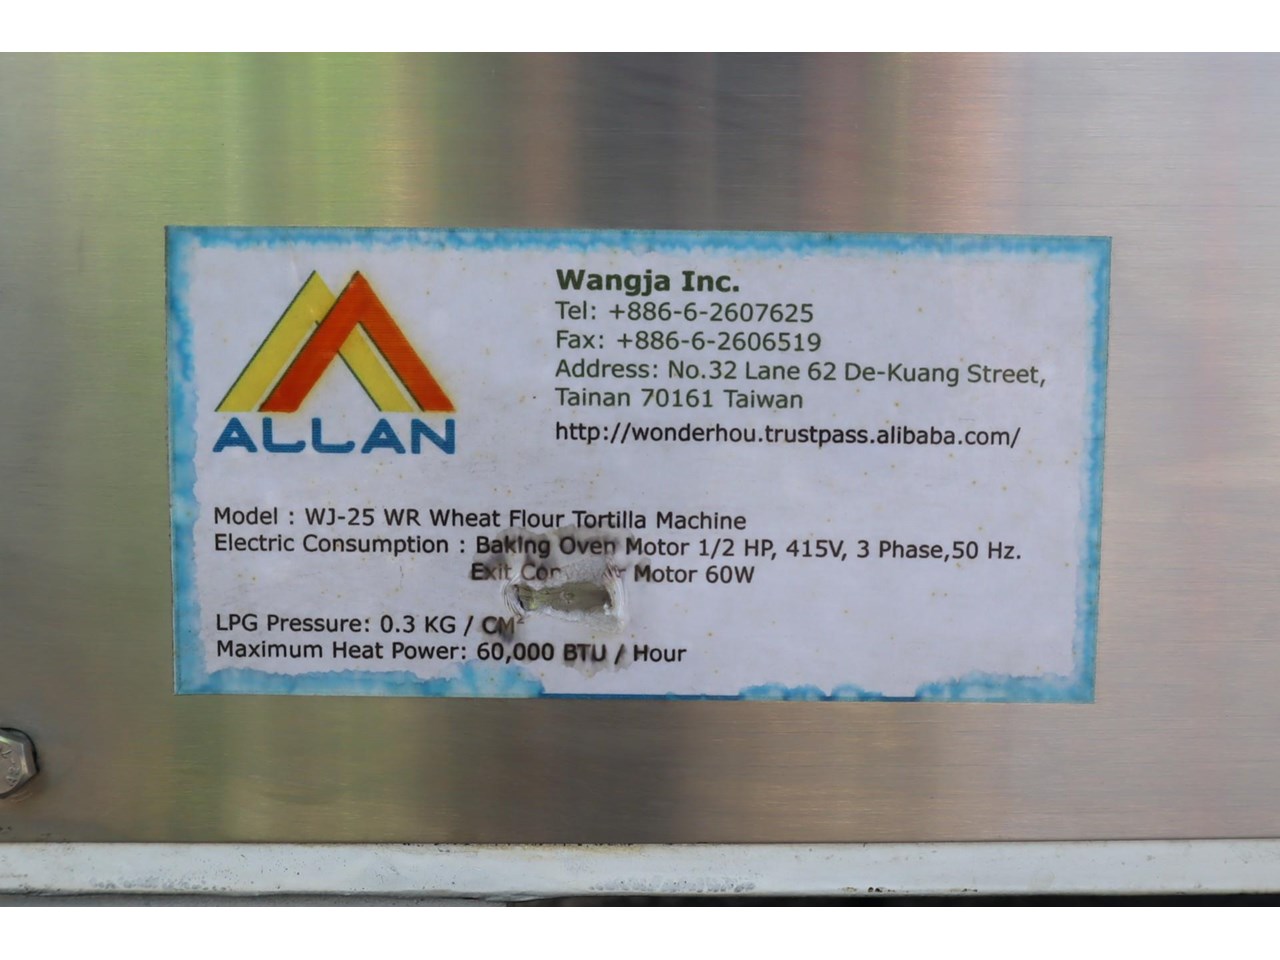 ALLAN
Wangja Inc.
Tel: +886-6-2607625
Fax: +886-6-2606519
Address: No.32 Lane 62 De-Kuang Street,
Tainan 70161 Taiwan
http://wonderhou.trustpass.alibaba.com/
Model : WJ-25 WR Wheat Flour Tortilla Machine
Electric Consumption : Baking Oven Motor 1/2 HP, 415V, 3 Phase,50 Hz.
Exit Motor 60W
LPG Pressure: 0.3 KG / CM²
Maximum Heat Power: 60,000 BTU / Hour